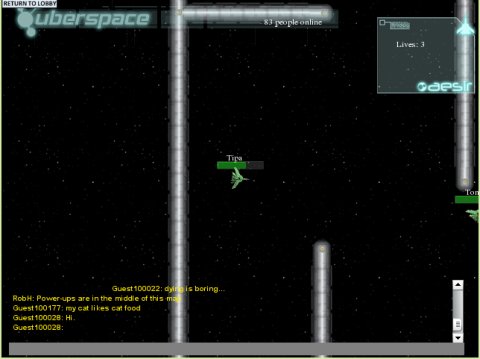 RETURN TO LOBBY
uberspace
83 people online
Lives: 3
aesir
Tipa
Ton
Guest100022: dying is boring...
RobH: Power-ups are in the middle of this map
Guest100177: my cat likes cat food
Guest100028: Hi.
Guest100028: